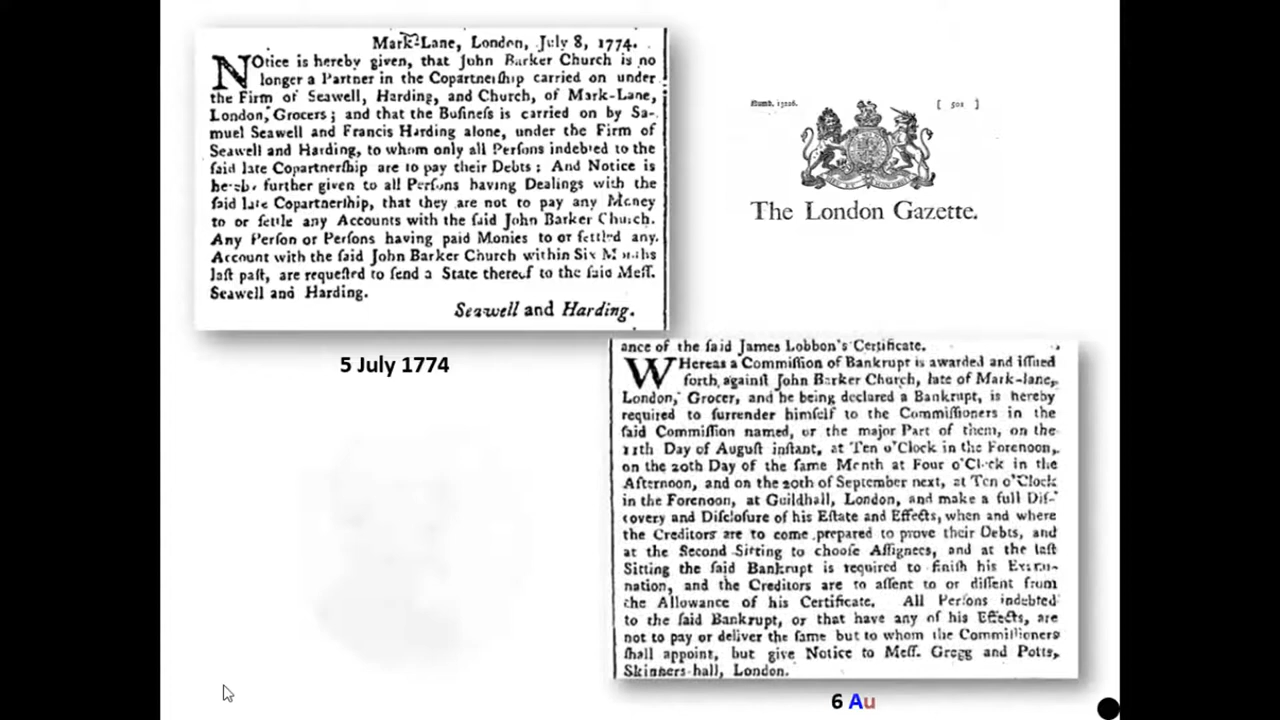 Mark-Lane, London, July 8, 1774.
NOtice is hereby given, that John Barker Church is no
longer a Partner in the Copartnerſhip carried on under
the Firm of Seawell, Harding, and Church, of Mark-Lane,
London, Grocers; and that the Buſineſs is carried on by Sa-
muel Seawell and Francis Harding alone, under the Firm of
Seawell and Harding, to whom only all Perſons indebted to the
ſaid late Copartnerſhip are to pay their Debts: And Notice is
hereby further given to all Perſons having Dealings with the
ſaid late Copartnerſhip, that they are not to pay any Money
to or ſettle any Accounts with the ſaid John Barker Church.
Any Perſon or Perſons having paid Monies to or ſettled any
Account with the ſaid John Barker Church within Six Months
laſt paſt, are requeſted to ſend a State thereof to the ſaid Meſſ.
Seawell and Harding.
Seawell and Harding.
5 July 1774
Numb. 13206. [ 501 ]
The London Gazette.
ance of the ſaid James Lobbon's Certificate.
WHereas a Commiſſion of Bankrupt is awarded and iſſued
forth againſt John Barker Church, late of Mark-lane,
London, Grocer, and he being declared a Bankrupt, is hereby
required to ſurrender himſelf to the Commiſſioners in the
ſaid Commiſſion named, or the major Part of them, on the
11th Day of Auguſt inſtant, at Ten o'Clock in the Forenoon,
on the 20th Day of the ſame Month at Four o'Clock in the
Afternoon, and on the 20th of September next, at Ten o'Clock
in the Forenoon, at Guildhall, London, and make a full Diſ-
covery and Diſcloſure of his Eſtate and Effects, when and where
the Creditors are to come prepared to prove their Debts, and
at the Second Sitting to chooſe Aſſignees, and at the laſt
Sitting the ſaid Bankrupt is required to finiſh his Exami-
nation, and the Creditors are to aſſent to or diſſent from
the Allowance of his Certificate. All Perſons indebted
to the ſaid Bankrupt, or that have any of his Effects, are
not to pay or deliver the ſame but to whom the Commiſſioners
ſhall appoint, but give Notice to Meſſ. Gregg and Potts,
Skinners-hall, London.
6 Au